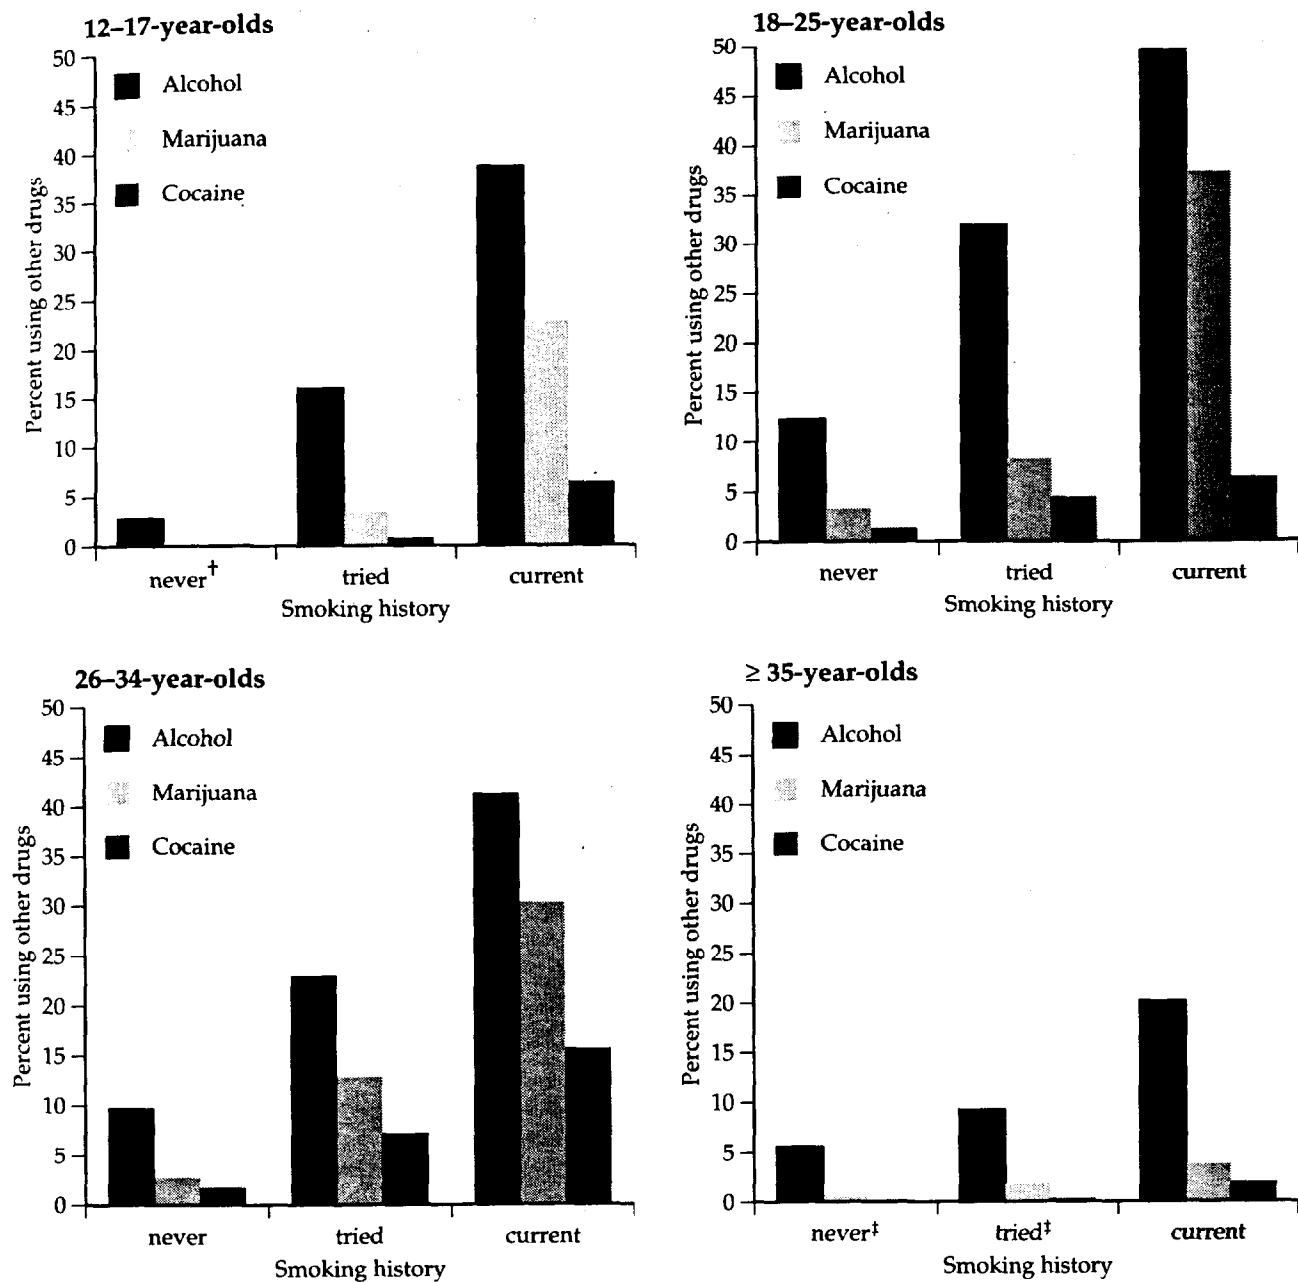 12–17-year-olds
50
45
40
35
30
25
20
15
10
5
0
Percent using other drugs
Alcohol
Marijuana
Cocaine
never†
tried
current
Smoking history
18–25-year-olds
50
45
40
35
30
25
20
15
10
5
0
Percent using other drugs
Alcohol
Marijuana
Cocaine
never
tried
current
Smoking history
26–34-year-olds
50
45
40
35
30
25
20
15
10
5
0
Percent using other drugs
Alcohol
Marijuana
Cocaine
never
tried
current
Smoking history
≥ 35-year-olds
50
45
40
35
30
25
20
15
10
5
0
Percent using other drugs
Alcohol
Marijuana
Cocaine
never‡
tried‡
current
Smoking history